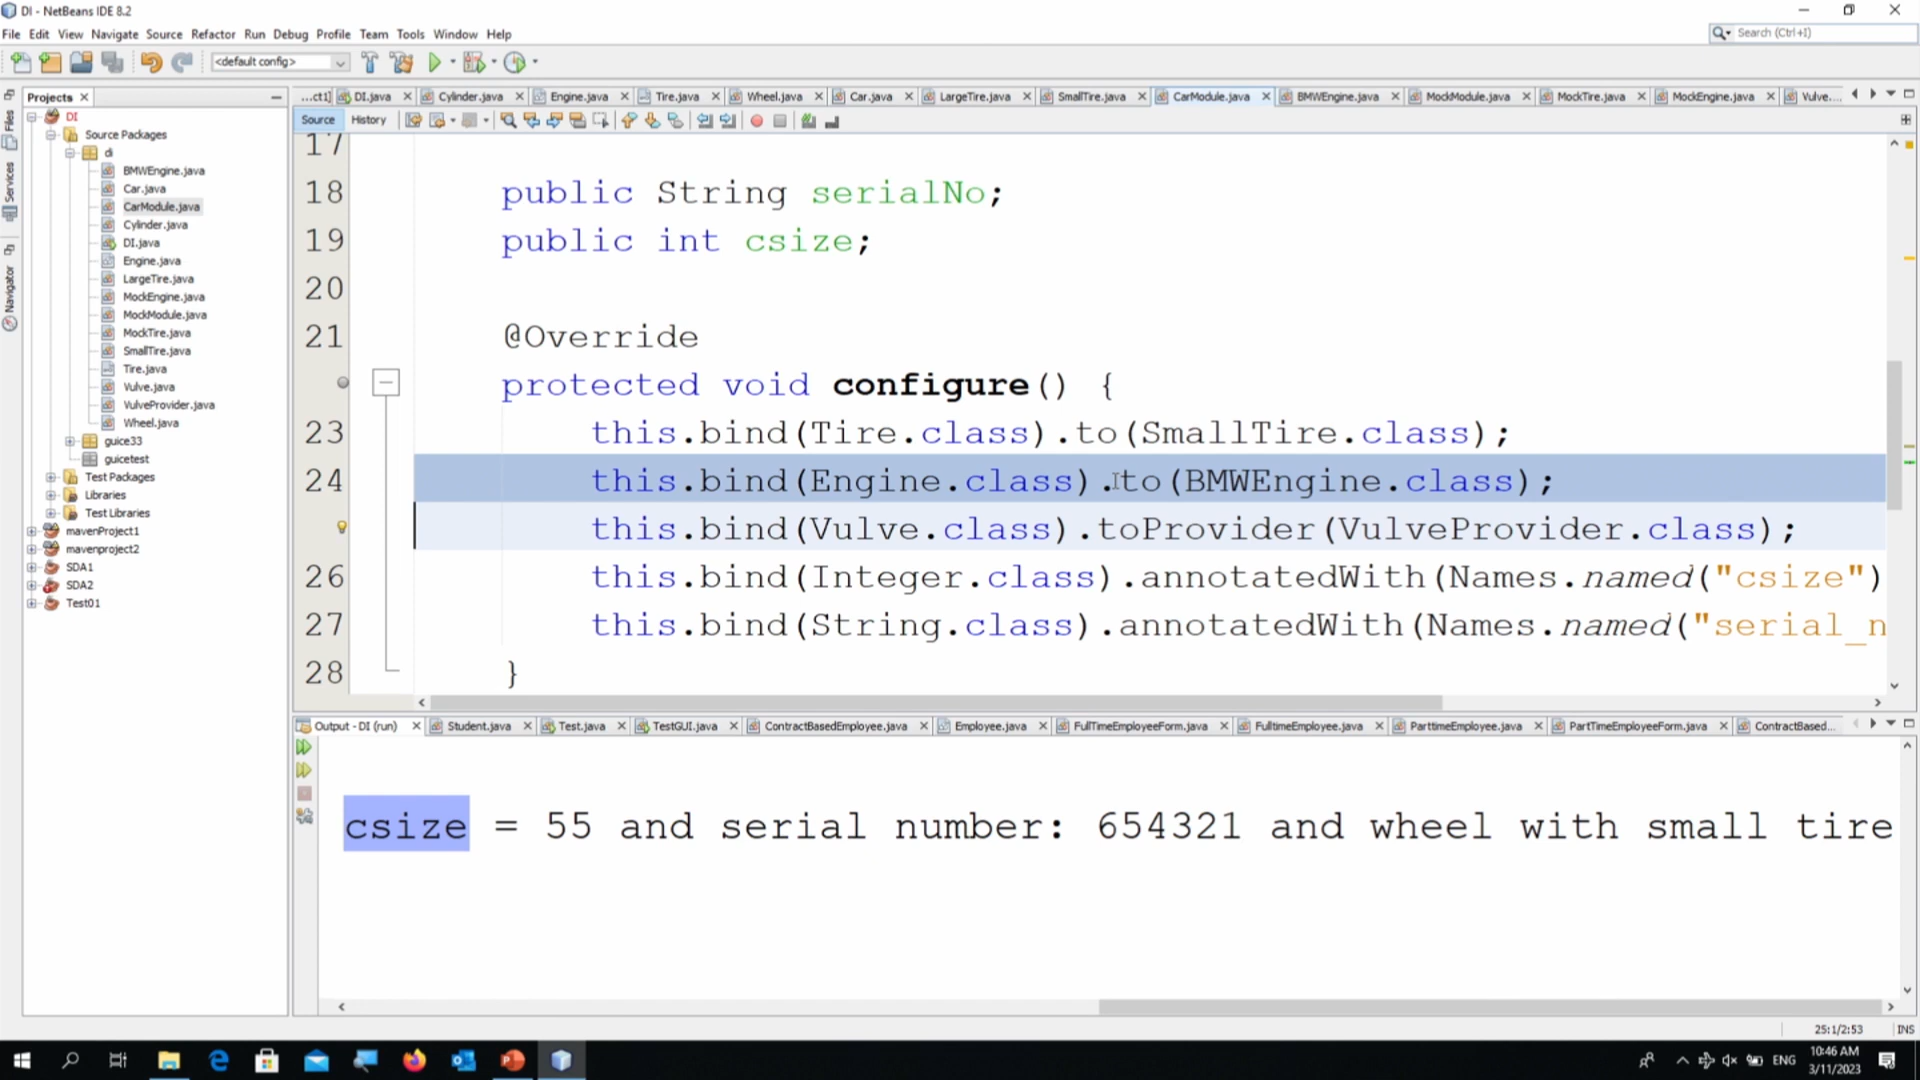 DI - NetBeans IDE 8.2
File Edit View Navigate Source Refactor Run Debug Profile Team Tools Window Help
Search (Ctrl+I)
<default config>
Projects
...ct1] DI.java Cylinder.java Engine.java Tire.java Wheel.java Car.java LargeTire.java SmallTire.java CarModule.java BMWEngine.java MockModule.java MockTire.java MockEngine.java Vulve....
Source History
Files
Services
Navigator
DI
Source Packages
di
BMWEngine.java
Car.java
CarModule.java
Cylinder.java
DI.java
Engine.java
LargeTire.java
MockEngine.java
MockModule.java
MockTire.java
SmallTire.java
Tire.java
Vulve.java
VulveProvider.java
Wheel.java
guice33
guicetest
Test Packages
Libraries
Test Libraries
mavenProject1
mavenproject2
SDA1
SDA2
Test01
17
18 public String serialNo;
19 public int csize;
20
21 @Override
protected void configure() {
23 this.bind(Tire.class).to(SmallTire.class);
24 this.bind(Engine.class).to(BMWEngine.class);
this.bind(Vulve.class).toProvider(VulveProvider.class);
26 this.bind(Integer.class).annotatedWith(Names.named("csize")
27 this.bind(String.class).annotatedWith(Names.named("serial_n
28 }
Output - DI (run) Student.java Test.java TestGUI.java ContractBasedEmployee.java Employee.java FullTimeEmployeeForm.java FulltimeEmployee.java ParttimeEmployee.java PartTimeEmployeeForm.java ContractBased...
csize = 55 and serial number: 654321 and wheel with small tire
25:1/2:53 INS
ENG
10:46 AM
3/11/2023